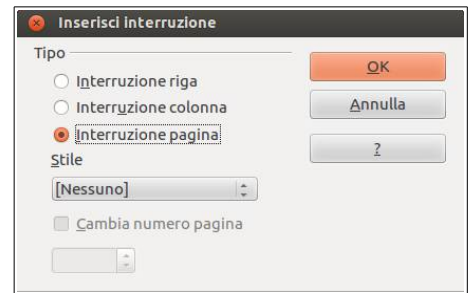 Inserisci interruzione
Tipo
Interruzione riga
Interruzione colonna
Interruzione pagina
Stile
[Nessuno]
Cambia numero pagina
OK
Annulla
?